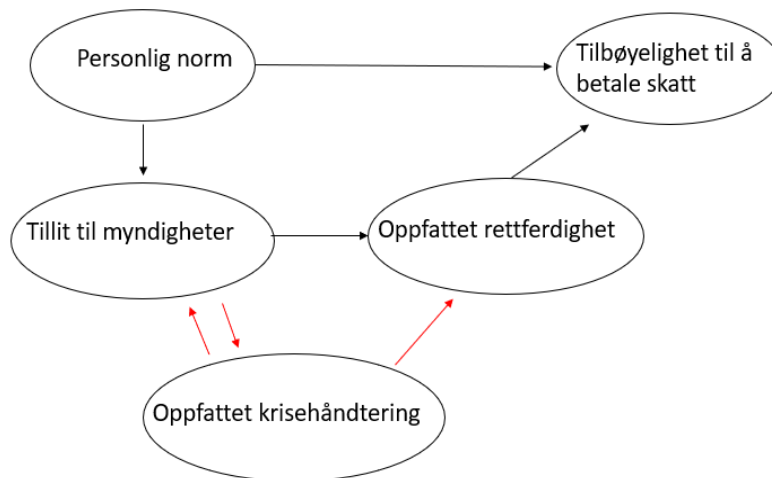 Personlig norm
Tilbøyelighet til å
betale skatt
Tillit til myndigheter
Oppfattet rettferdighet
Oppfattet krisehåndtering